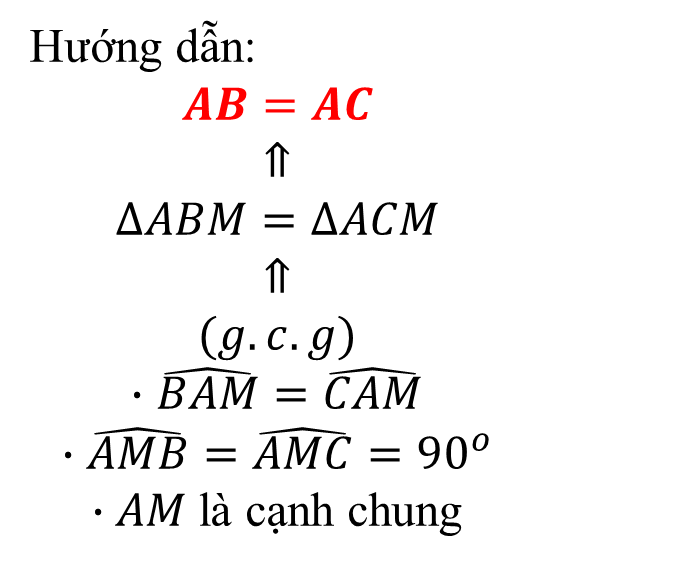 Hướng dẫn:
AB = AC
⇑
ΔABM = ΔACM
⇑
(g.c.g)
· \widehat{BAM} = \widehat{CAM}
· \widehat{AMB} = \widehat{AMC} = 90^o
· AM là cạnh chung